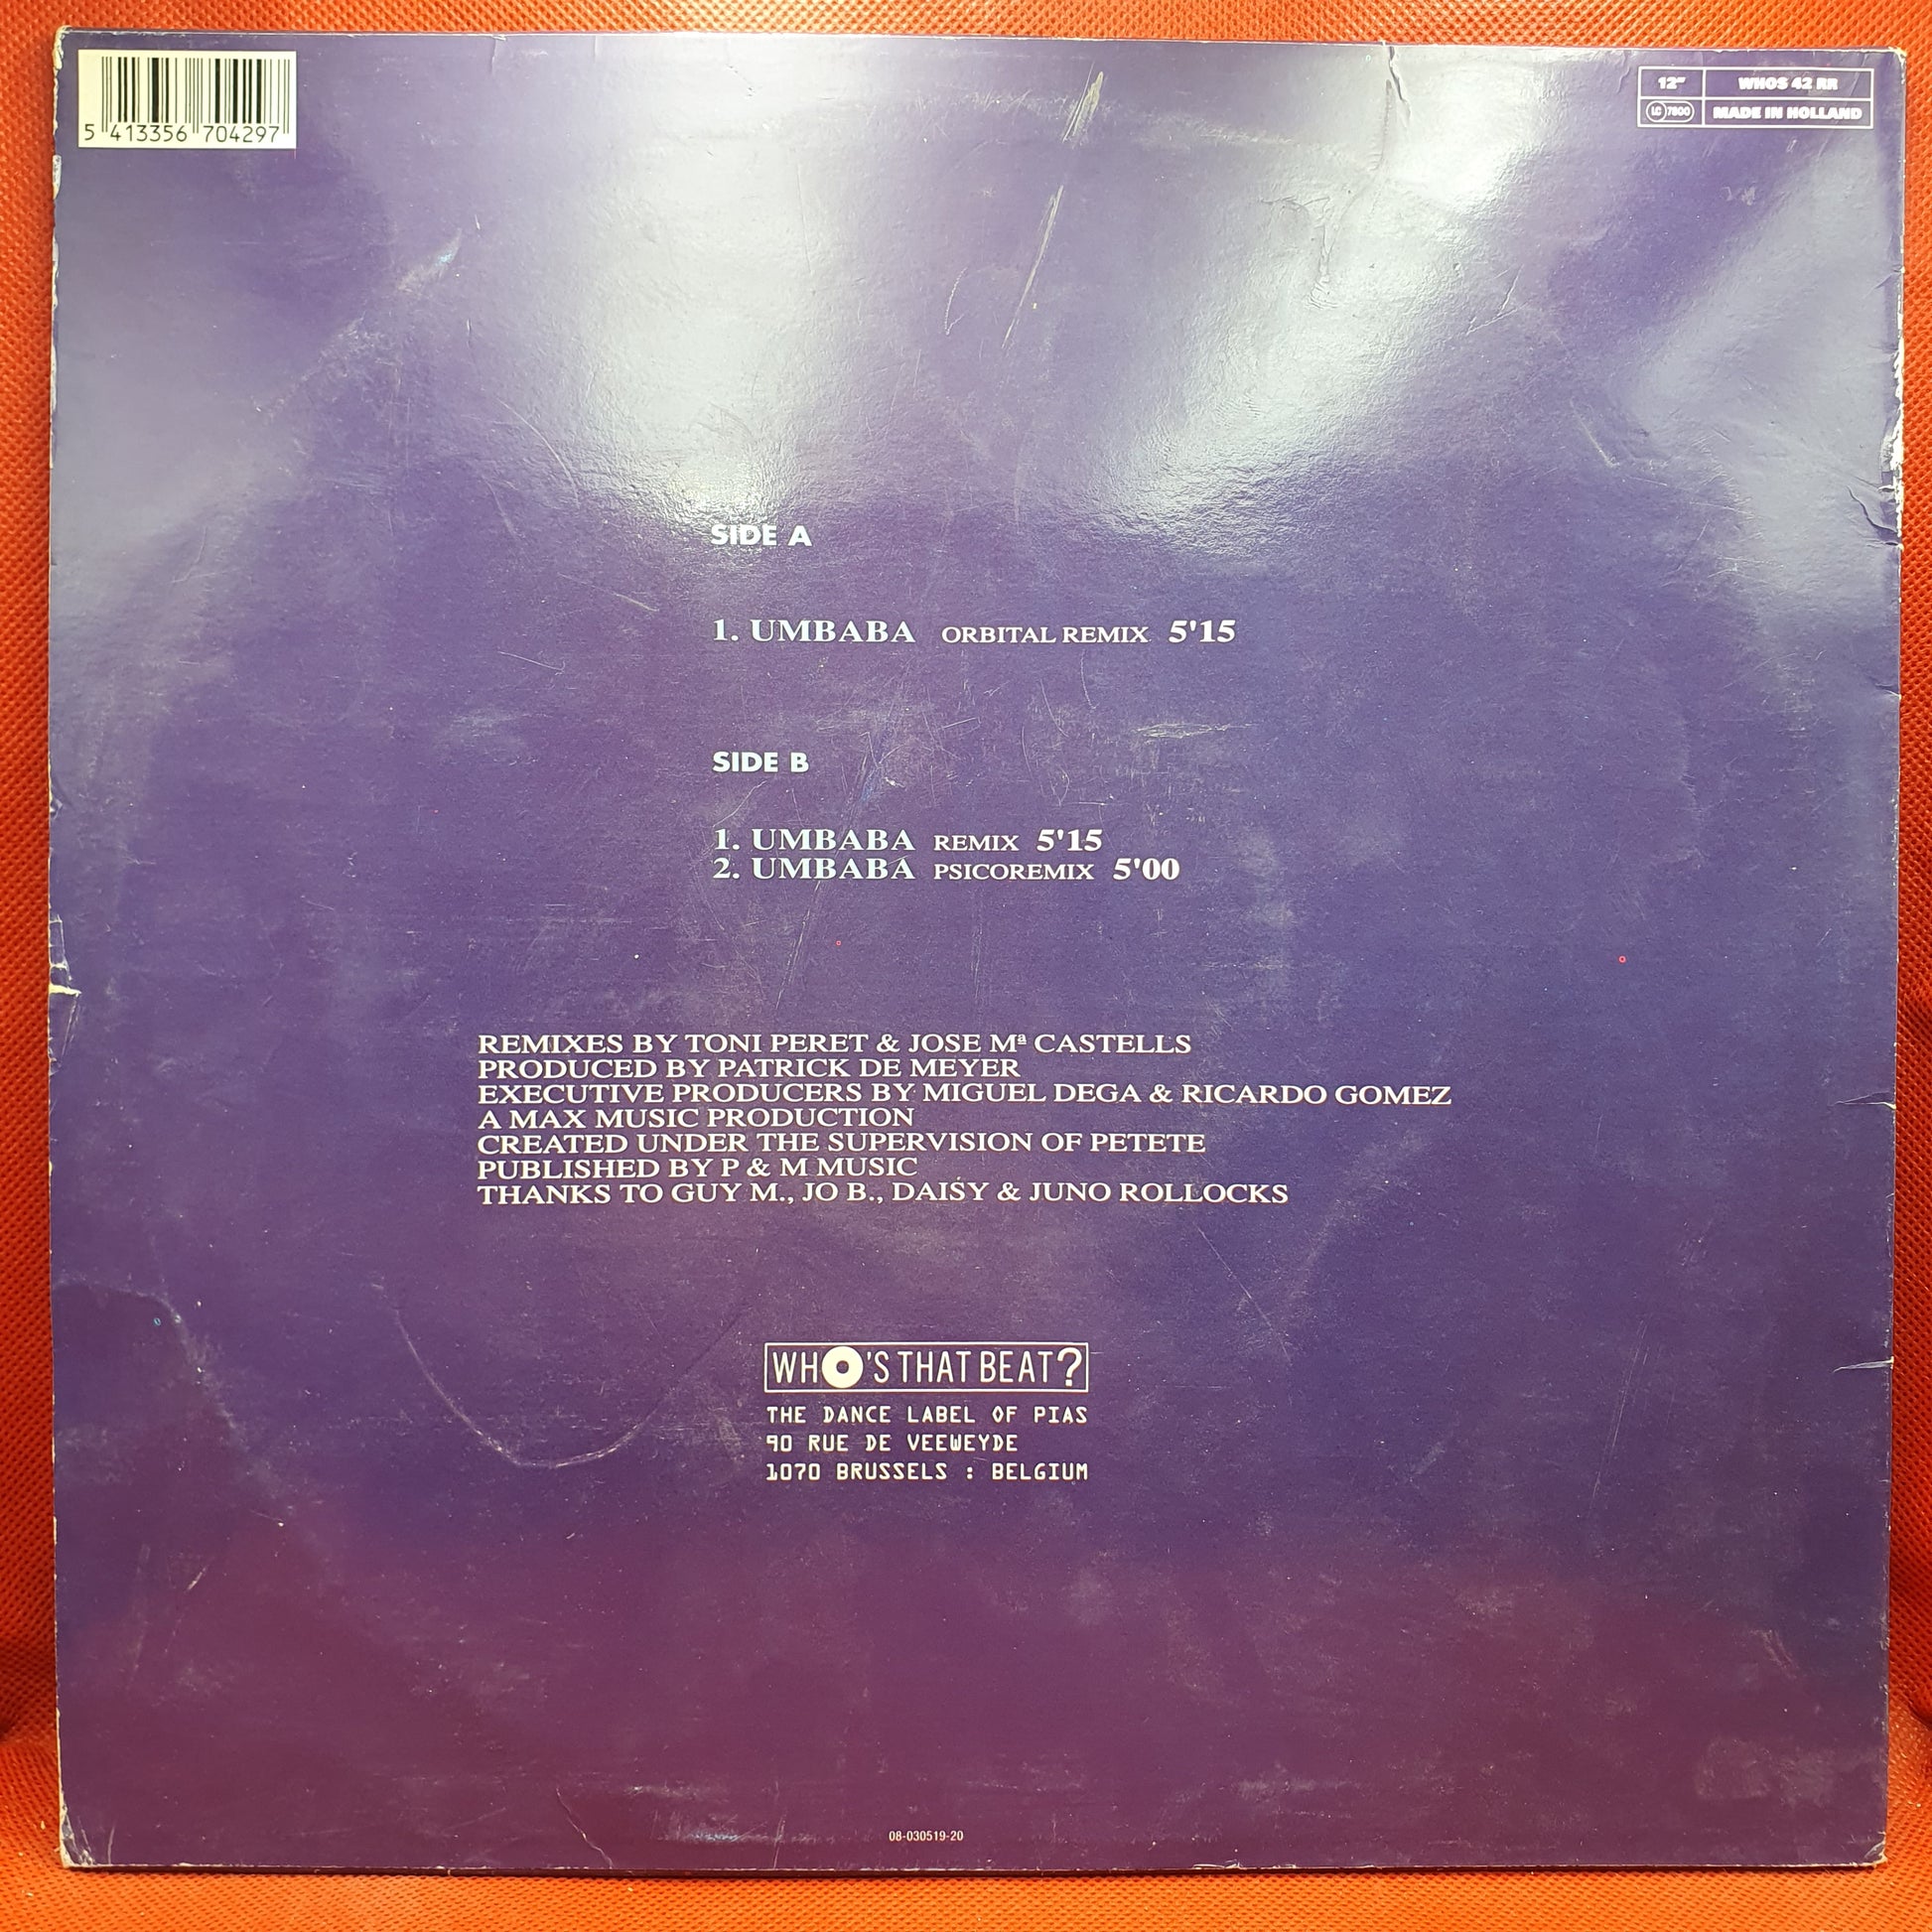 5 413356 704297
12" WHOS 42 RR
LC 7800 MADE IN HOLLAND
SIDE A
1. UMBABA ORBITAL REMIX 5'15
SIDE B
1. UMBABA REMIX 5'15
2. UMBABA PSICOREMIX 5'00
REMIXES BY TONI PERET & JOSE Mª CASTELLS
PRODUCED BY PATRICK DE MEYER
EXECUTIVE PRODUCERS BY MIGUEL DEGA & RICARDO GOMEZ
A MAX MUSIC PRODUCTION
CREATED UNDER THE SUPERVISION OF PETETE
PUBLISHED BY P & M MUSIC
THANKS TO GUY M., JO B., DAISY & JUNO ROLLOCKS
WHO'S THAT BEAT?
THE DANCE LABEL OF PIAS
90 RUE DE VEEWEYDE
1070 BRUSSELS : BELGIUM
08-030519-20